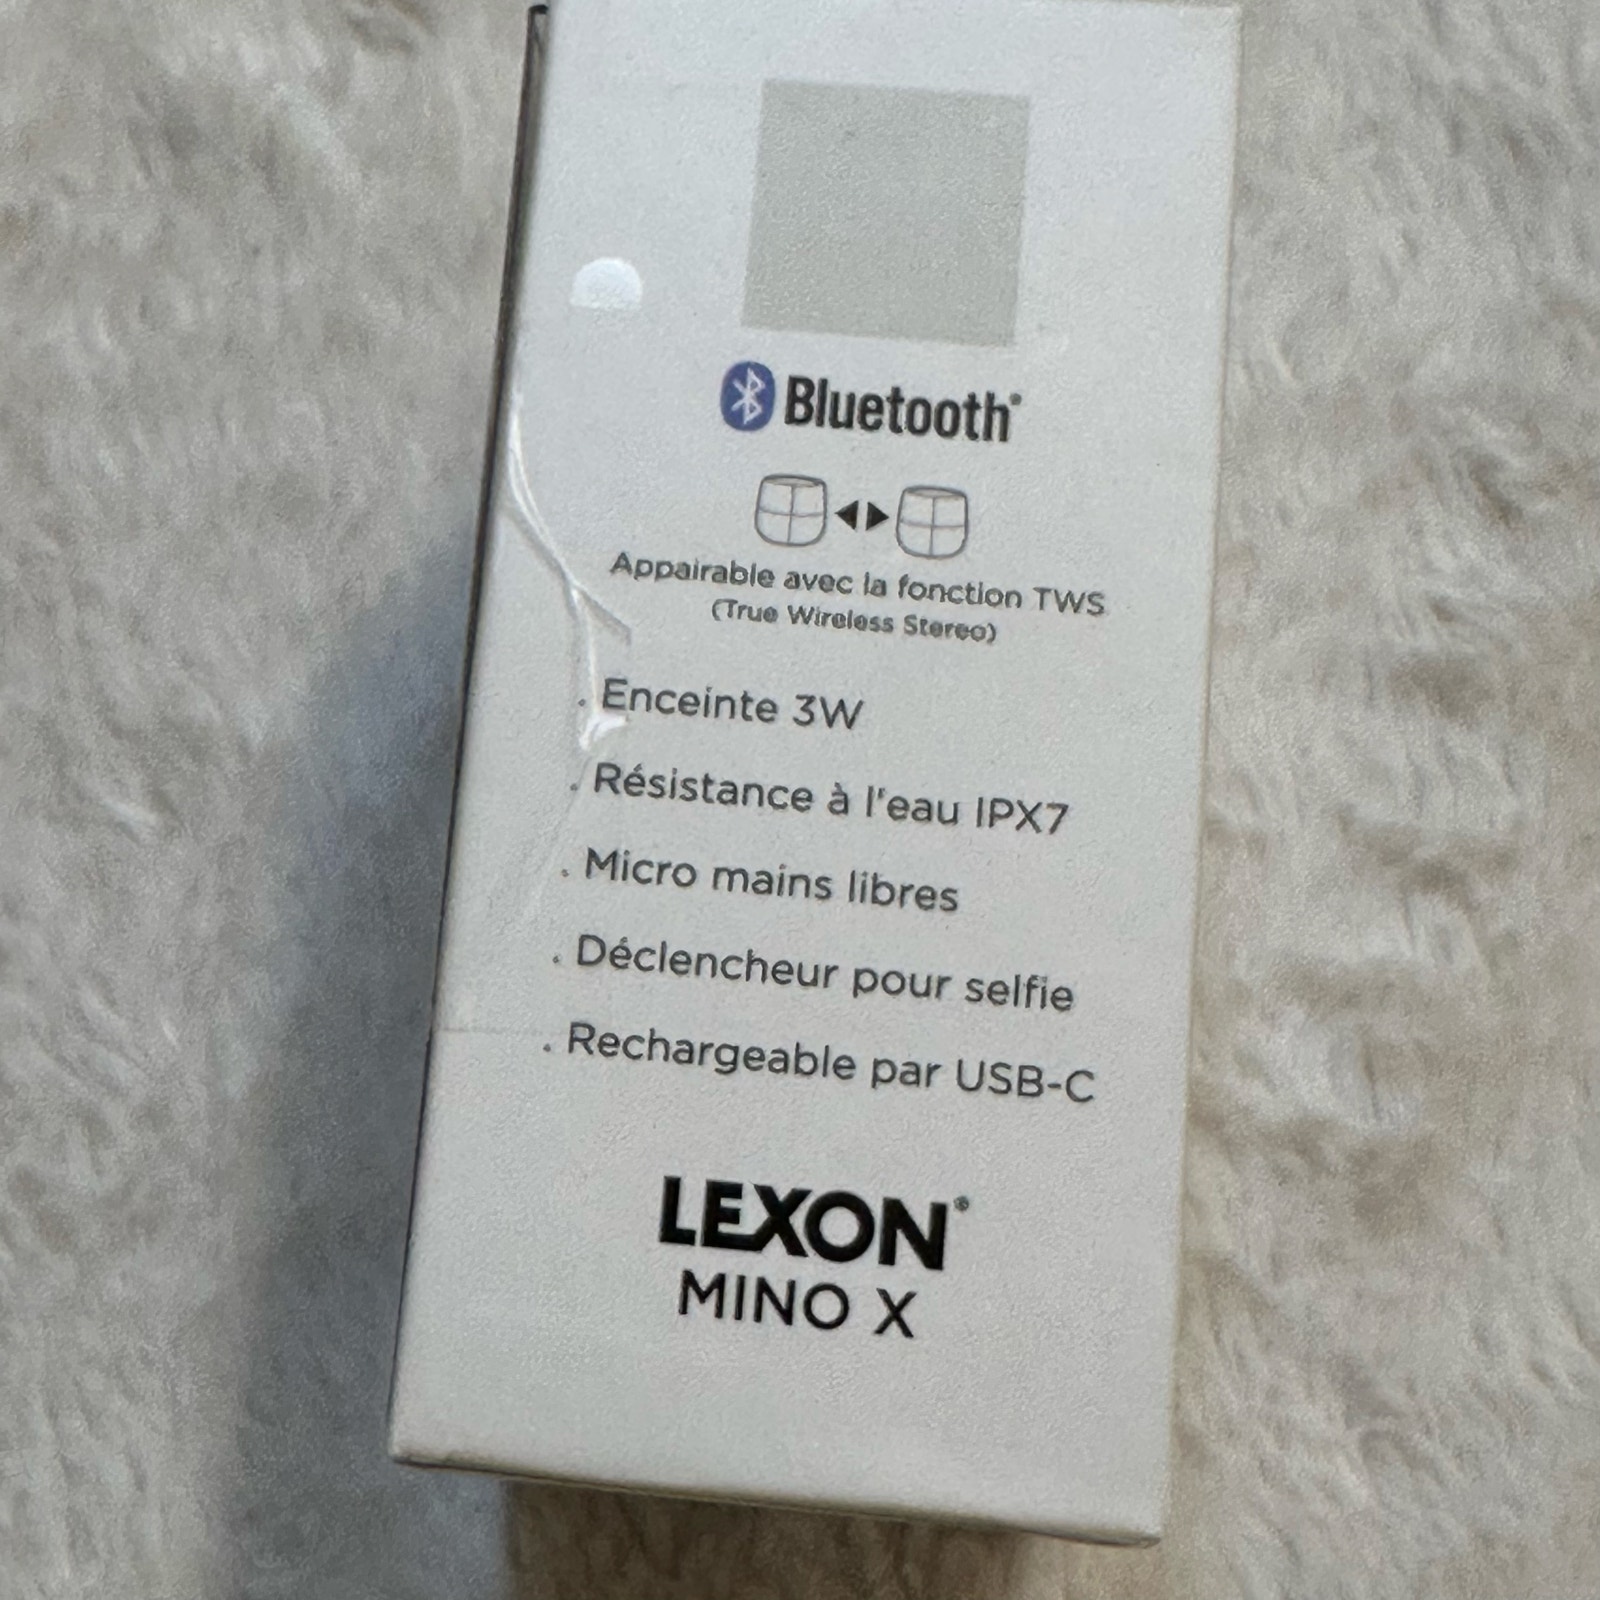 Bluetooth®
Appairable avec la fonction TWS
(True Wireless Stereo)
. Enceinte 3W
. Résistance à l'eau IPX7
. Micro mains libres
. Déclencheur pour selfie
. Rechargeable par USB-C
LEXON®
MINO X